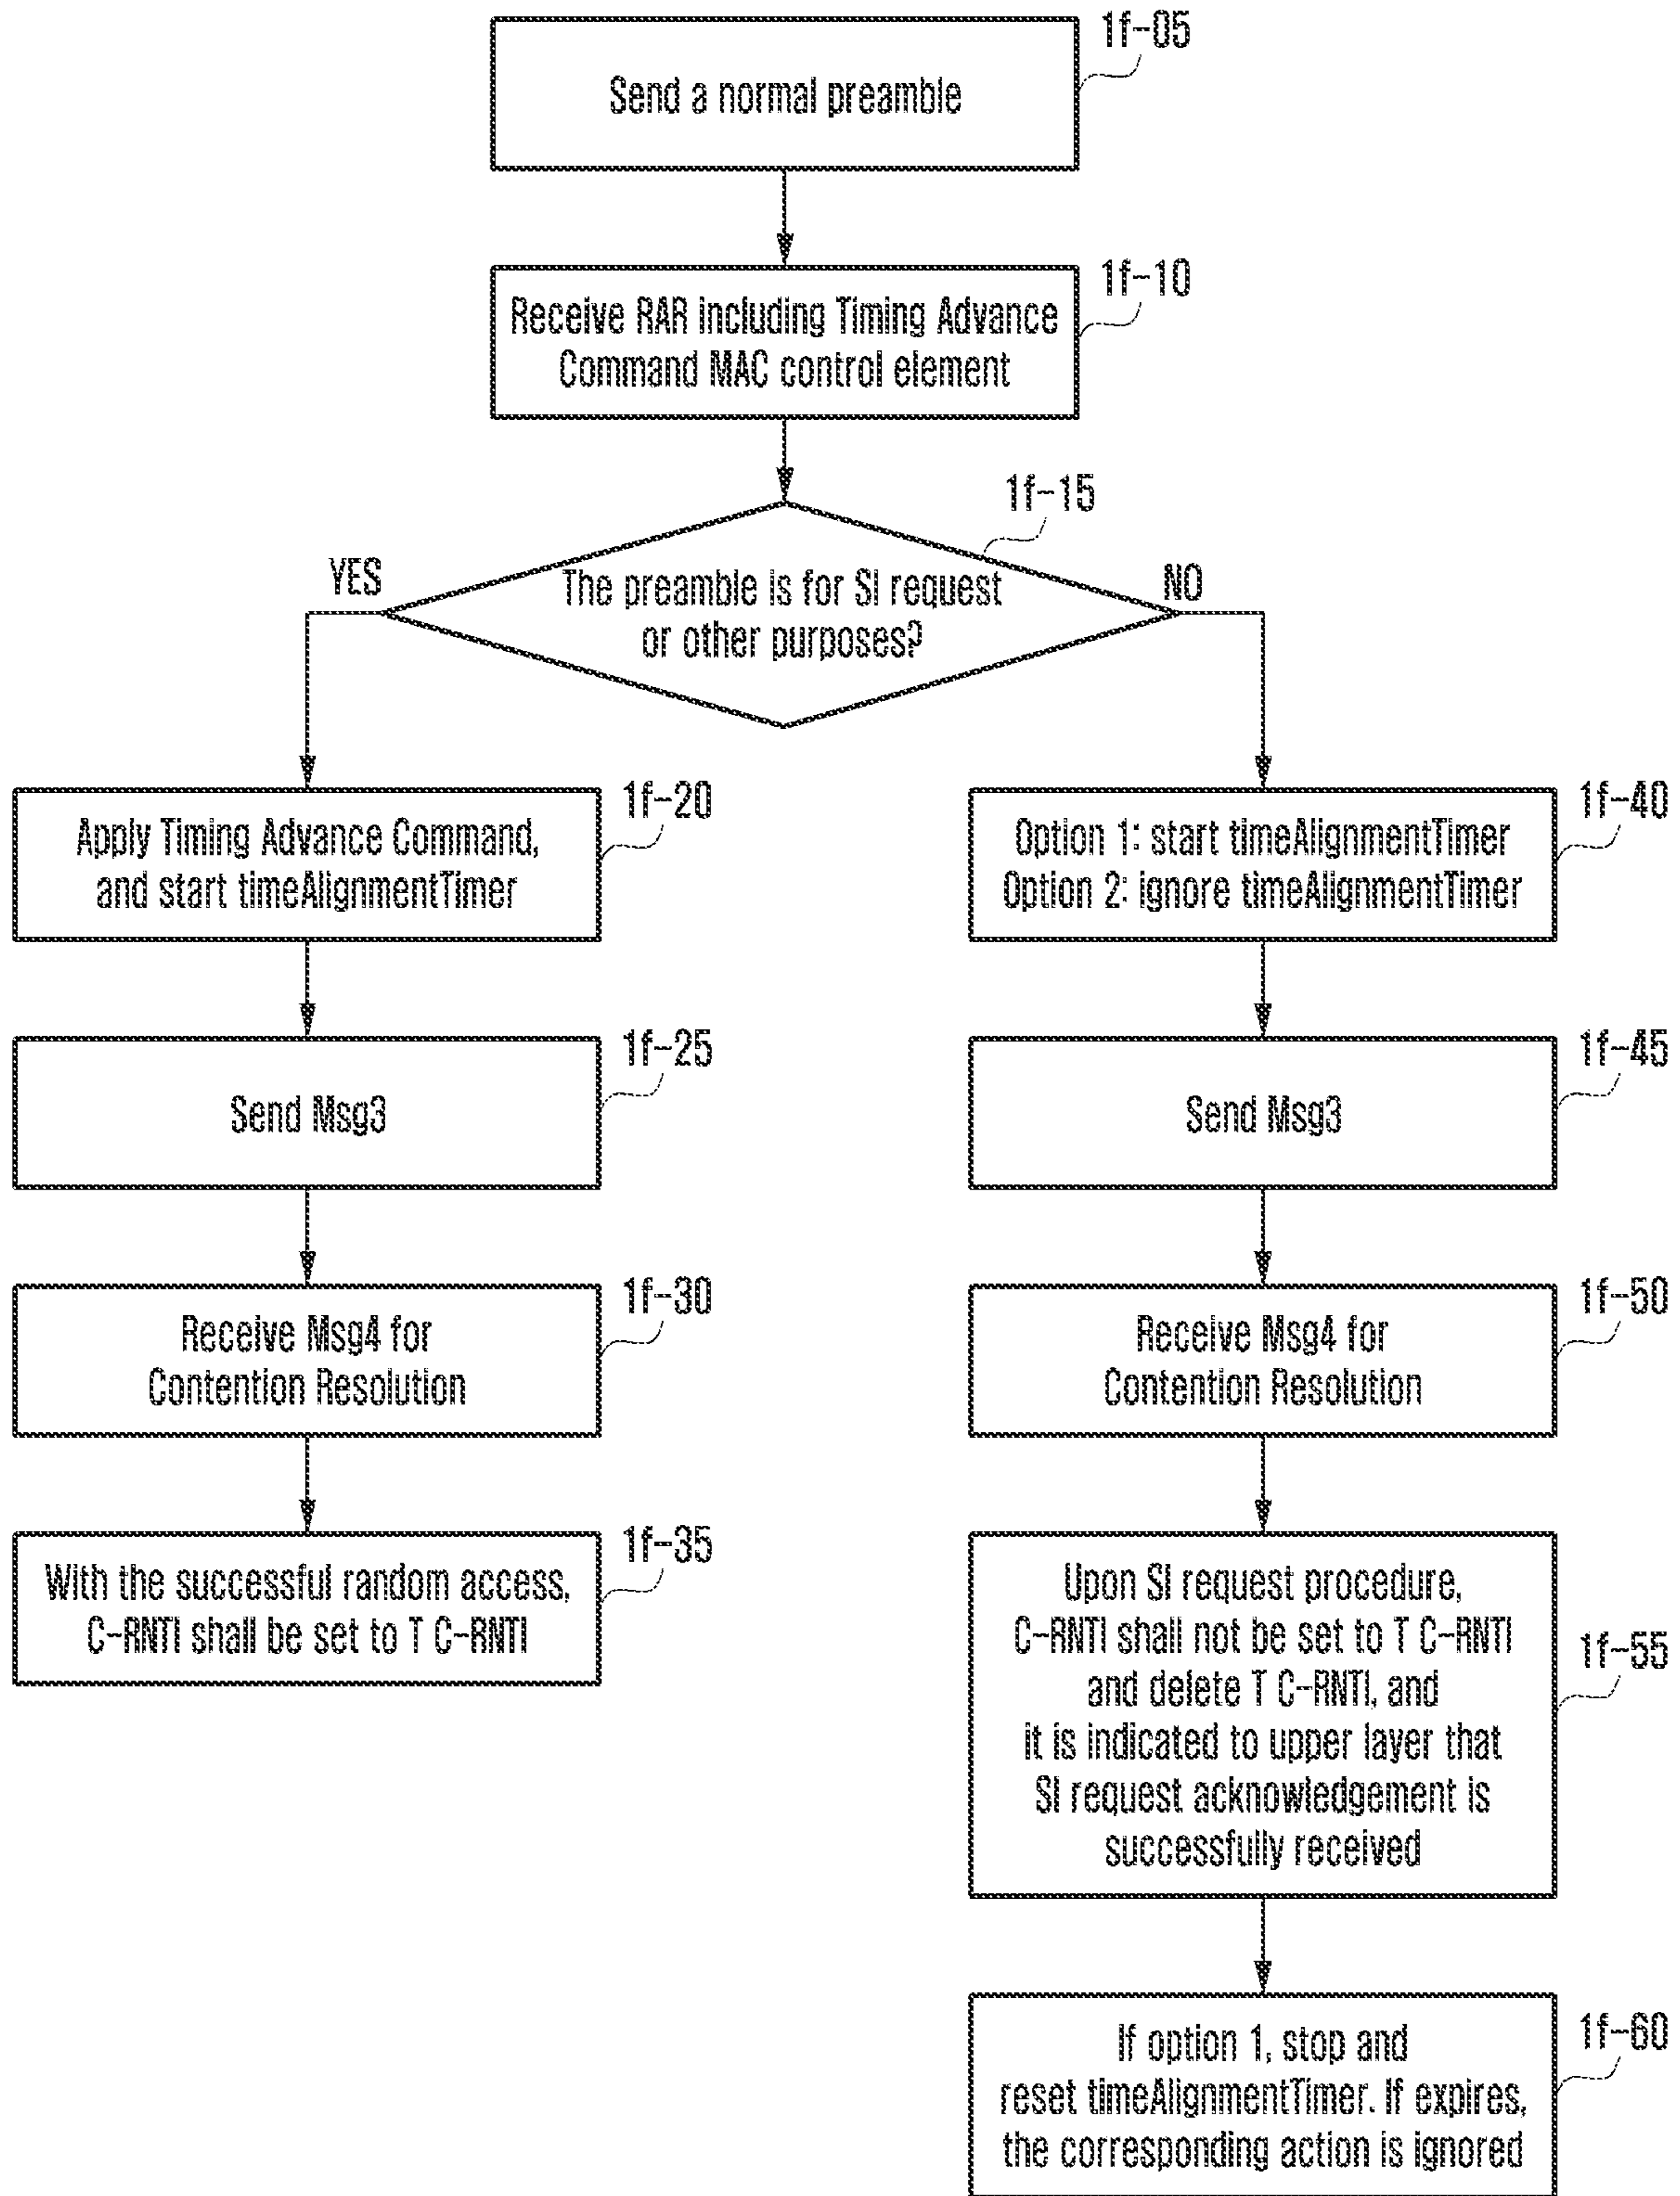 1f-05
Send a normal preamble
1f-10
Receive RAR including Timing Advance
Command MAC control element
1f-15
YES
The preamble is for SI request
or other purposes?
NO
1f-20
Apply Timing Advance Command,
and start timeAlignmentTimer
1f-25
Send Msg3
1f-30
Receive Msg4 for
Contention Resolution
1f-35
With the successful random access,
C-RNTI shall be set to T C-RNTI
1f-40
Option 1: start timeAlignmentTimer
Option 2: ignore timeAlignmentTimer
1f-45
Send Msg3
1f-50
Receive Msg4 for
Contention Resolution
1f-55
Upon SI request procedure,
C-RNTI shall not be set to T C-RNTI
and delete T C-RNTI, and
it is indicated to upper layer that
SI request acknowledgement is
successfully received
1f-60
If option 1, stop and
reset timeAlignmentTimer. If expires,
the corresponding action is ignored